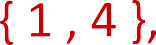 { 1 , 4 },